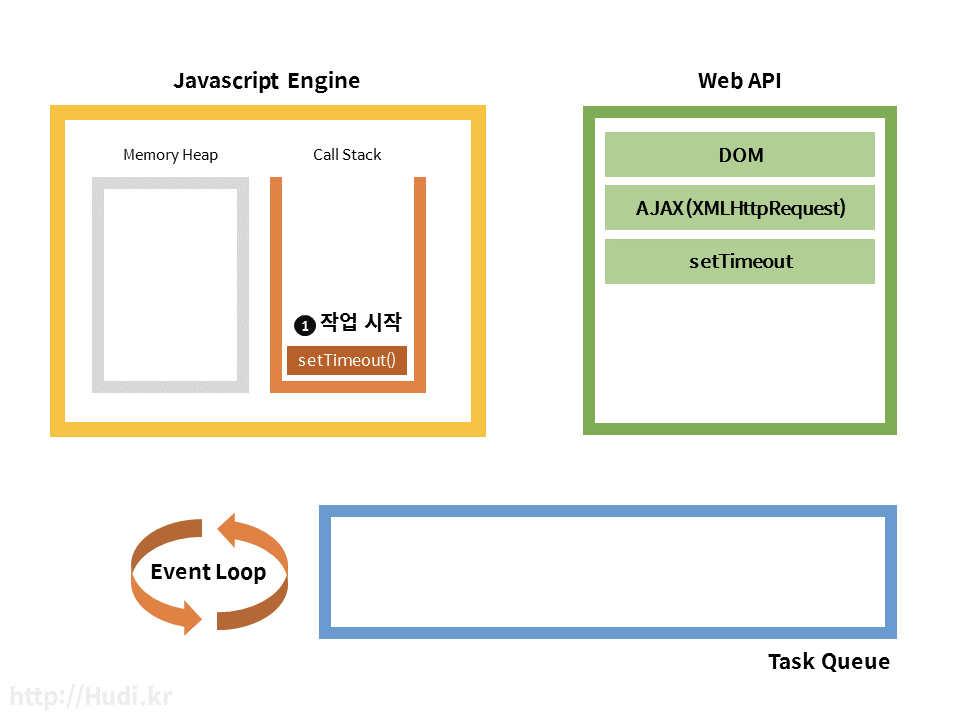 Javascript Engine
Web API
Memory Heap
Call Stack
DOM
AJAX(XMLHttpRequest)
setTimeout
❶ 작업 시작
setTimeout()
Event Loop
Task Queue
http://Hudi.kr